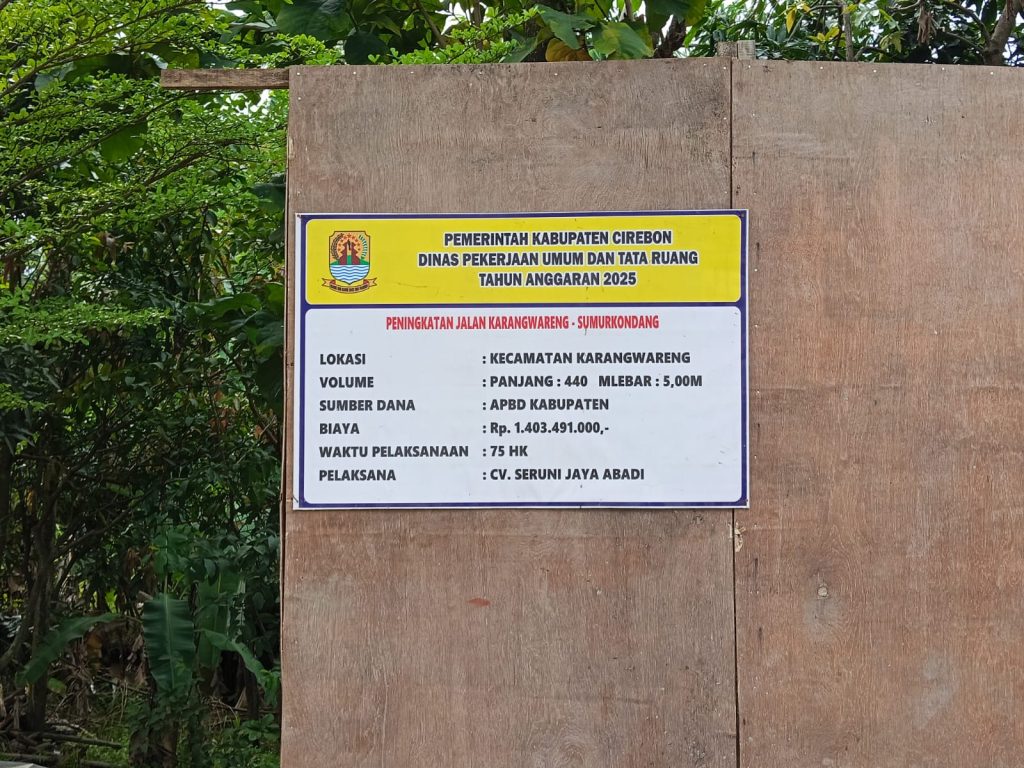 PEMERINTAH KABUPATEN CIREBON
DINAS PEKERJAAN UMUM DAN TATA RUANG
TAHUN ANGGARAN 2025
PENINGKATAN JALAN KARANGWARENG - SUMURKONDANG
LOKASI : KECAMATAN KARANGWARENG
VOLUME : PANJANG : 440 MLEBAR : 5,00M
SUMBER DANA : APBD KABUPATEN
BIAYA : Rp. 1.403.491.000,-
WAKTU PELAKSANAAN : 75 HK
PELAKSANA : CV. SERUNI JAYA ABADI